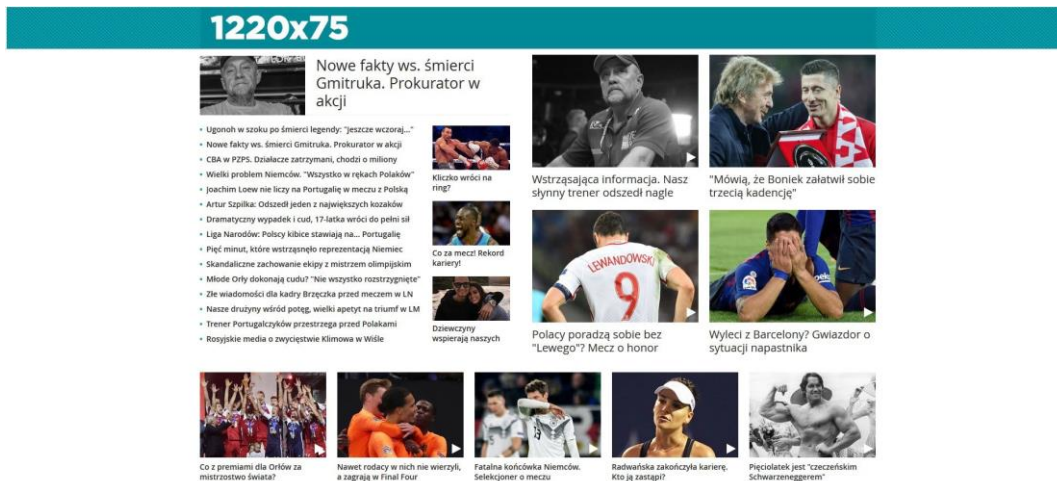 1220x75
Nowe fakty ws. śmierci
Gmitruka. Prokurator w
akcji
Ugonoh w szoku po śmierci legendy: "jeszcze wczoraj..."
Nowe fakty ws. śmierci Gmitruka. Prokurator w akcji
CBA w PZPS. Działacze zatrzymani, chodzi o miliony
Wielki problem Niemców. "Wszystko w rękach Polaków"
Joachim Loew nie liczy na Portugalię w meczu z Polską
Artur Szpilka: Odszedł jeden z największych kozaków
Dramatyczny wypadek i cud, 17-latka wróci do pełni sił
Liga Narodów: Polscy kibice stawiają na... Portugalię
Pięć minut, które wstrząsnęło reprezentacją Niemiec
Skandaliczne zachowanie ekipy z mistrzem olimpijskim
Młode Orły dokonają cudu? "Nie wszystko rozstrzygnięte"
Złe wiadomości dla kadry Brzęczka przed meczem w LN
Nasze drużyny wśród potęg, wielki apetyt na triumf w LM
Trener Portugalczyków przestrzega przed Polakami
Rosyjskie media o zwycięstwie Klimowa w Wiśle
Kliczko wróci na
ring?
Co za mecz! Rekord
kariery!
Dziewczyny
wspierają naszych
Wstrząsająca informacja. Nasz
słynny trener odszedł nagle
"Mówią, że Boniek załatwił sobie
trzecią kadencję"
LEWANDOWSKI
9
Polacy poradzą sobie bez
"Lewego"? Mecz o honor
Wyleci z Barcelony? Gwiazdor o
sytuacji napastnika
13
Co z premiami dla Orłów za
mistrzostwo świata?
Nawet rodacy w nich nie wierzyli,
a zagrają w Final Four
Fatalna końcówka Niemców.
Selekcjoner o meczu
Radwańska zakończyła karierę.
Kto ją zastąpi?
Pięciolatek jest "czeczeńskim
Schwarzeneggerem"